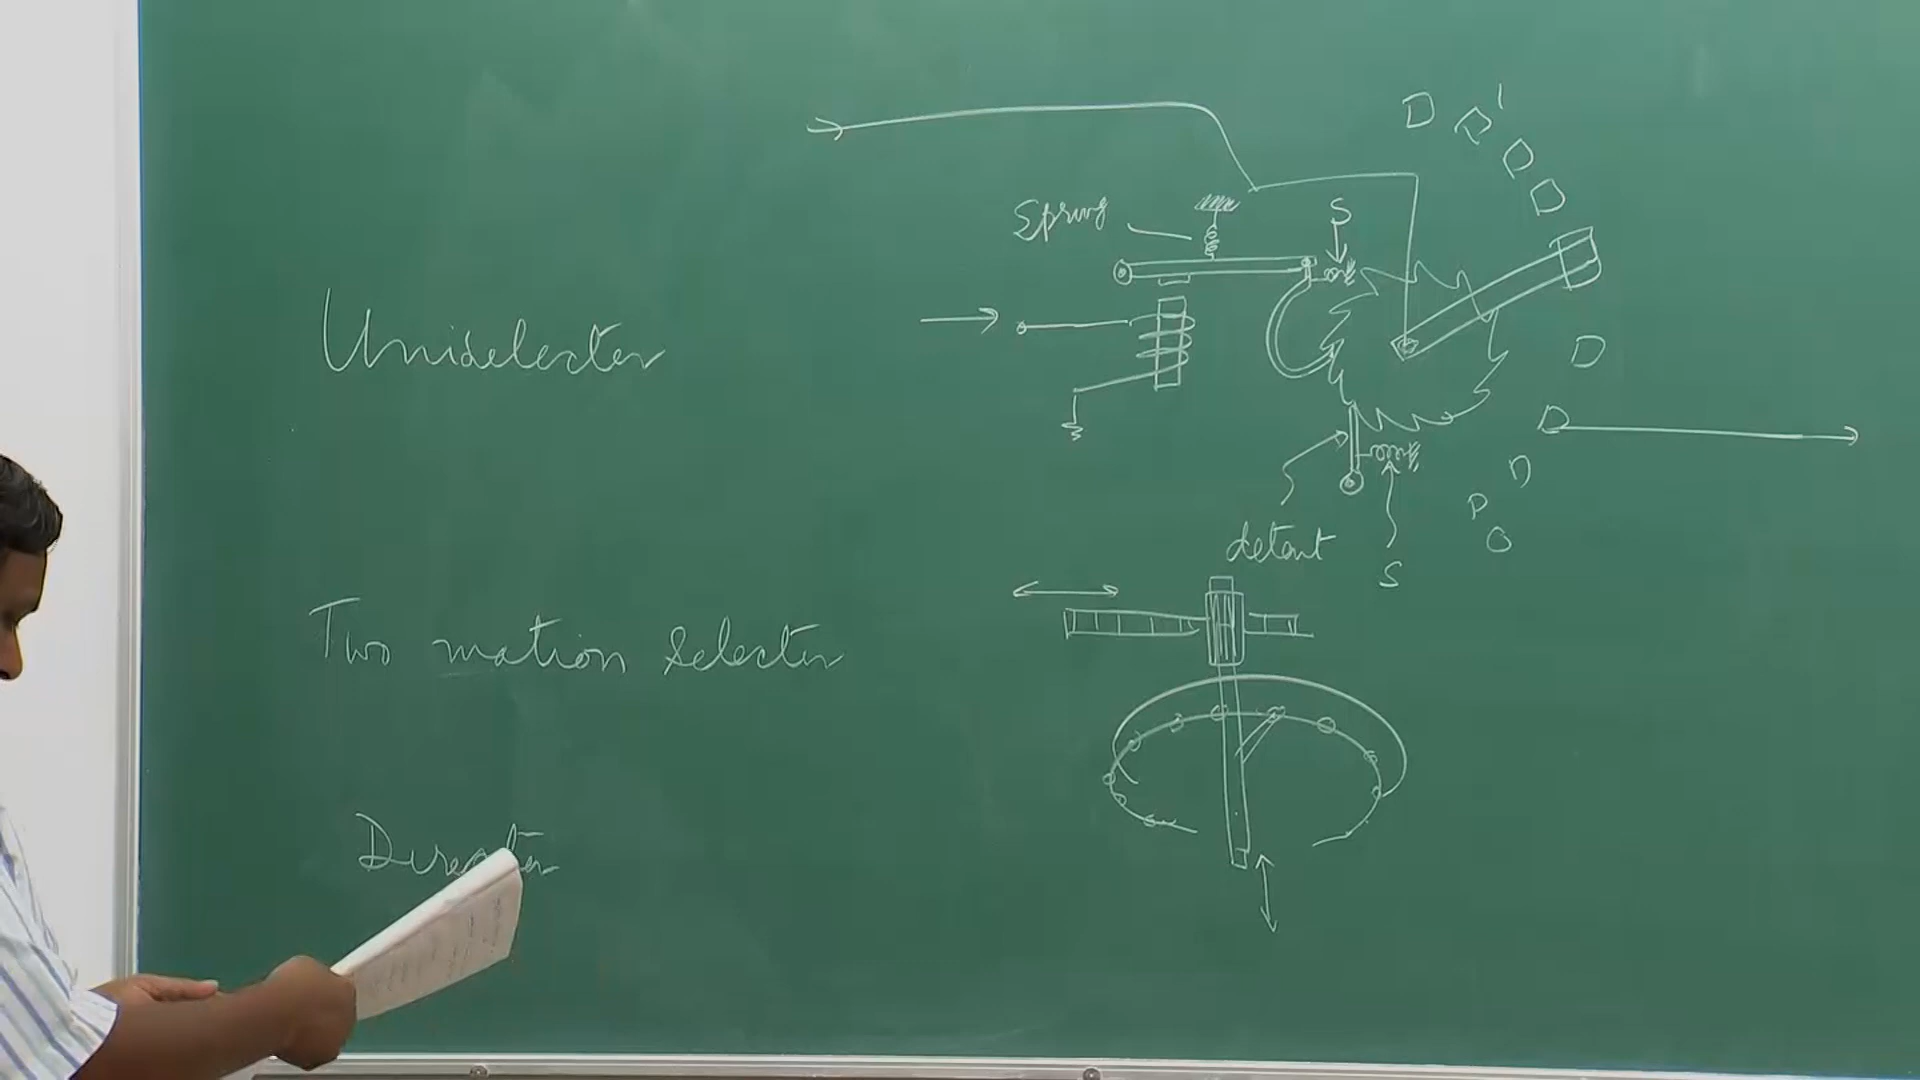 Spring
S
Uniselector
detent
S
Two motion selector
Director